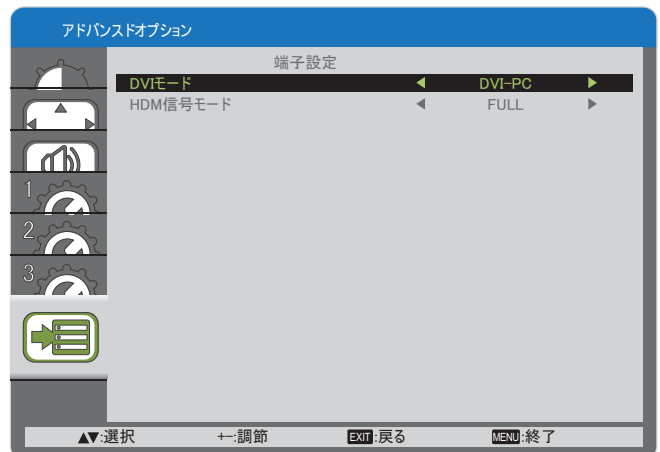 アドバンスドオプション
端子設定
DVIモード ◀ DVI-PC ▶
HDM信号モード ◀ FULL ▶
1
2
3
▲▼:選択 +−:調節 EXIT:戻る MENU:終了